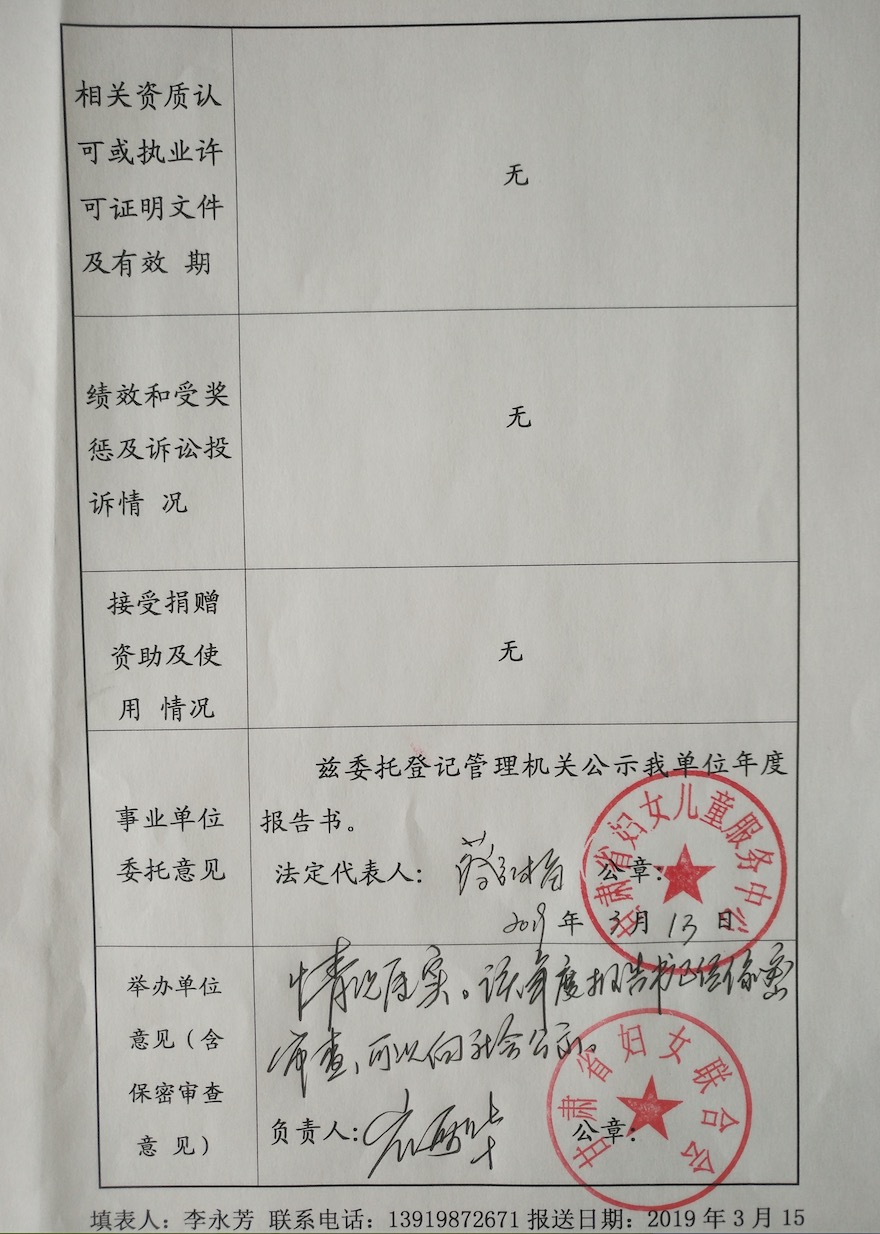 相关资质认
可或执业许
可证明文件
及有效 期
无
绩效和受奖
惩及诉讼投
诉情 况
无
接受捐赠
资助及使
用 情况
无
事业单位
委托意见
兹委托登记管理机关公示我单位年度
报告书。
法定代表人： 公章：
2019 年 3月 13 日
甘肃省妇女儿童服务中心
举办单位
意见（含
保密审查
意 见）
情况属实。该年度报告书已经保密
审查，可以向社会公示。
负责人： 公章：
甘肃省妇女联合会
填表人：李永芳 联系电话：13919872671 报送日期：2019 年 3 月 15